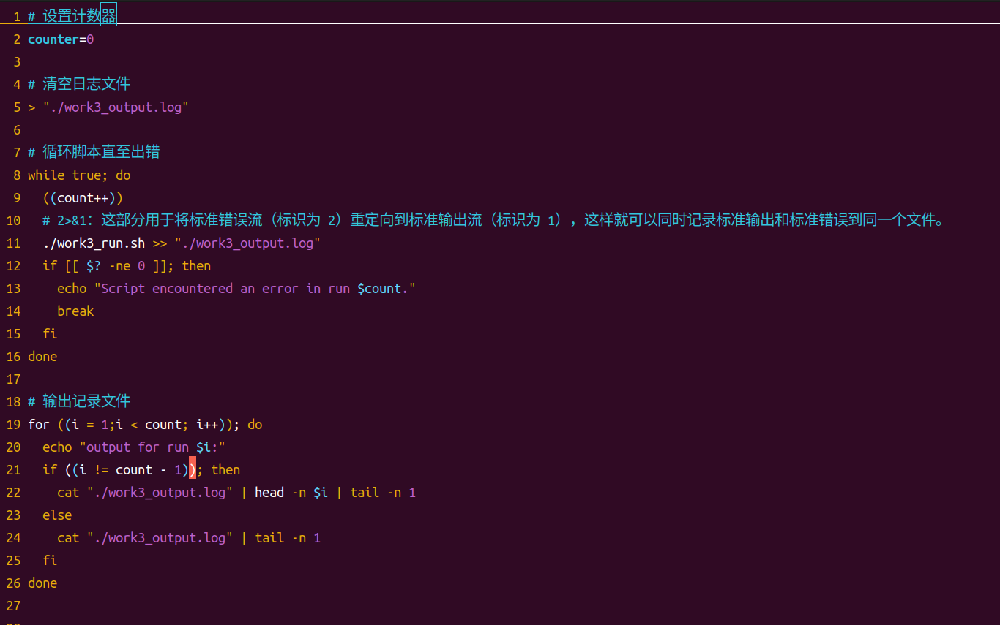 1 # 设置计数器
2 counter=0
3
4 # 清空日志文件
5 > "./work3_output.log"
6
7 # 循环脚本直至出错
8 while true; do
9   ((count++))
10   # 2>&1：这部分用于将标准错误流（标识为 2）重定向到标准输出流（标识为 1），这样就可以同时记录标准输出和标准错误到同一个文件。
11   ./work3_run.sh >> "./work3_output.log"
12   if [[ $? -ne 0 ]]; then
13     echo "Script encountered an error in run $count."
14     break
15   fi
16 done
17
18 # 输出记录文件
19 for ((i = 1;i < count; i++)); do
20   echo "output for run $i:"
21   if ((i != count - 1)); then
22     cat "./work3_output.log" | head -n $i | tail -n 1
23   else
24     cat "./work3_output.log" | tail -n 1
25   fi
26 done
27